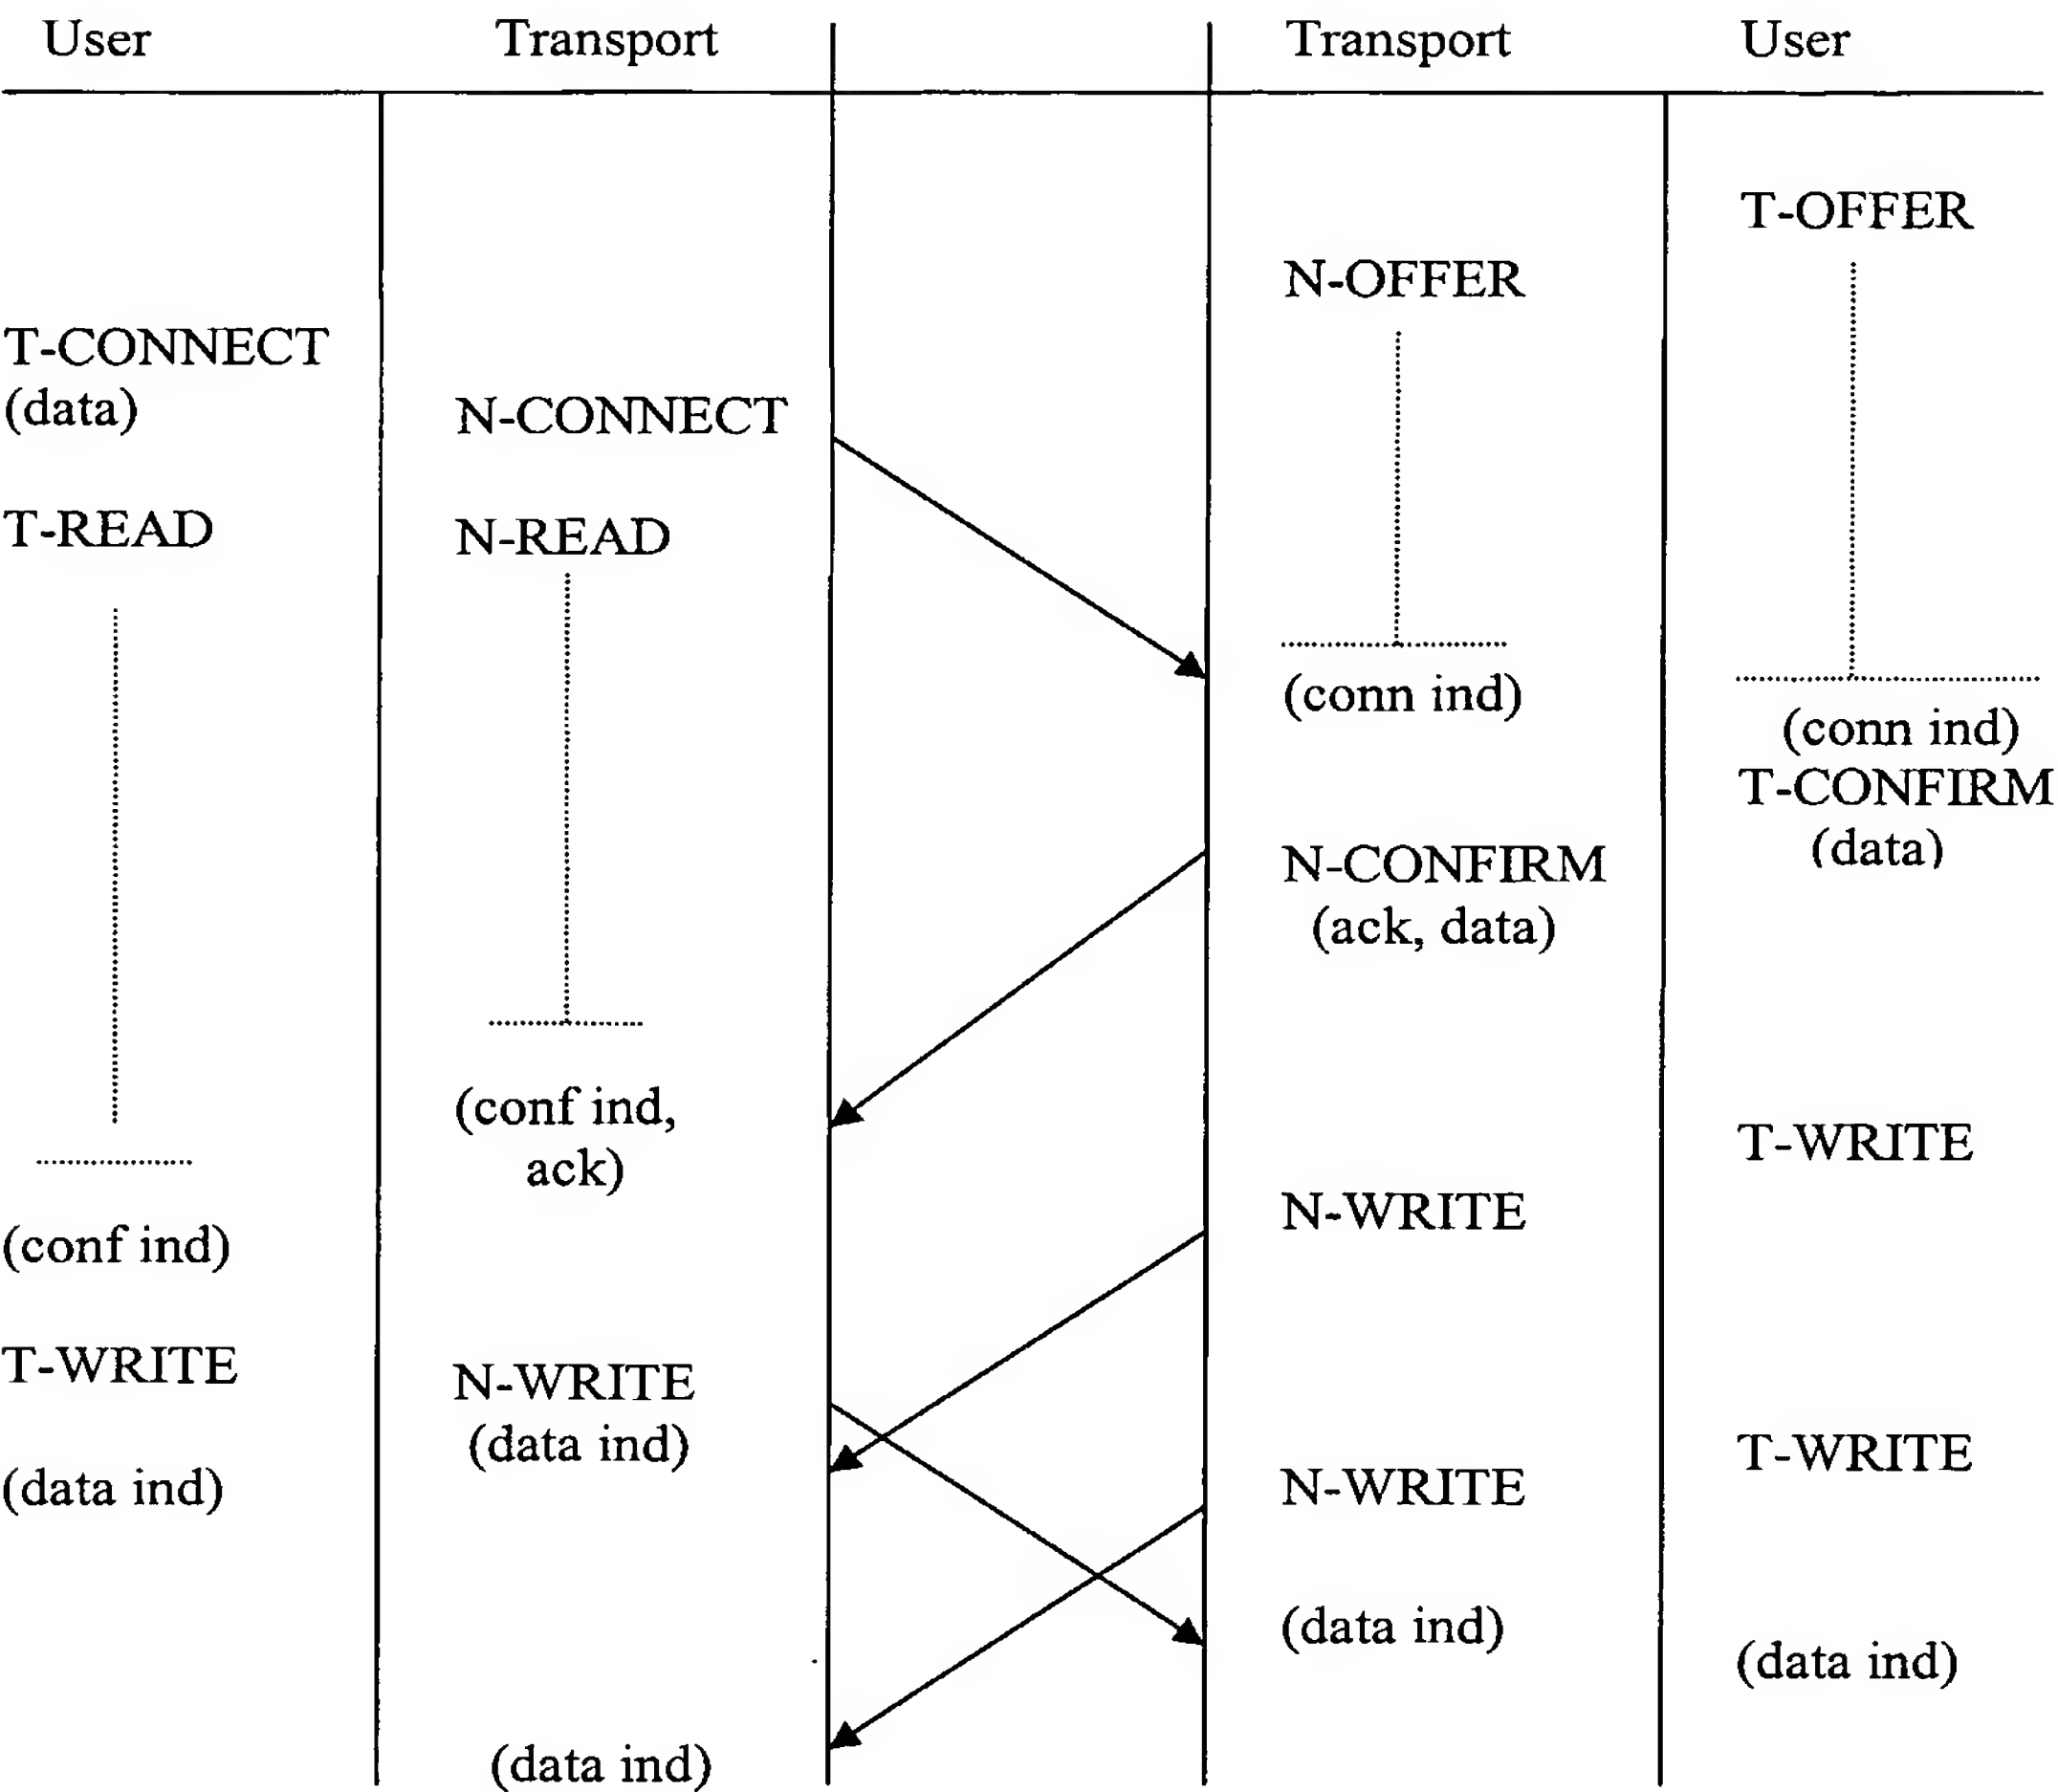 User Transport Transport User
T-OFFER
N-OFFER
T-CONNECT
(data)
N-CONNECT
T-READ
N-READ
(conn ind)
(conn ind)
T-CONFIRM
(data)
N-CONFIRM
(ack, data)
(conf ind,
ack)
T-WRITE
N-WRITE
(conf ind)
T-WRITE
N-WRITE
(data ind)
T-WRITE
(data ind)
N-WRITE
(data ind)
(data ind)
(data ind)